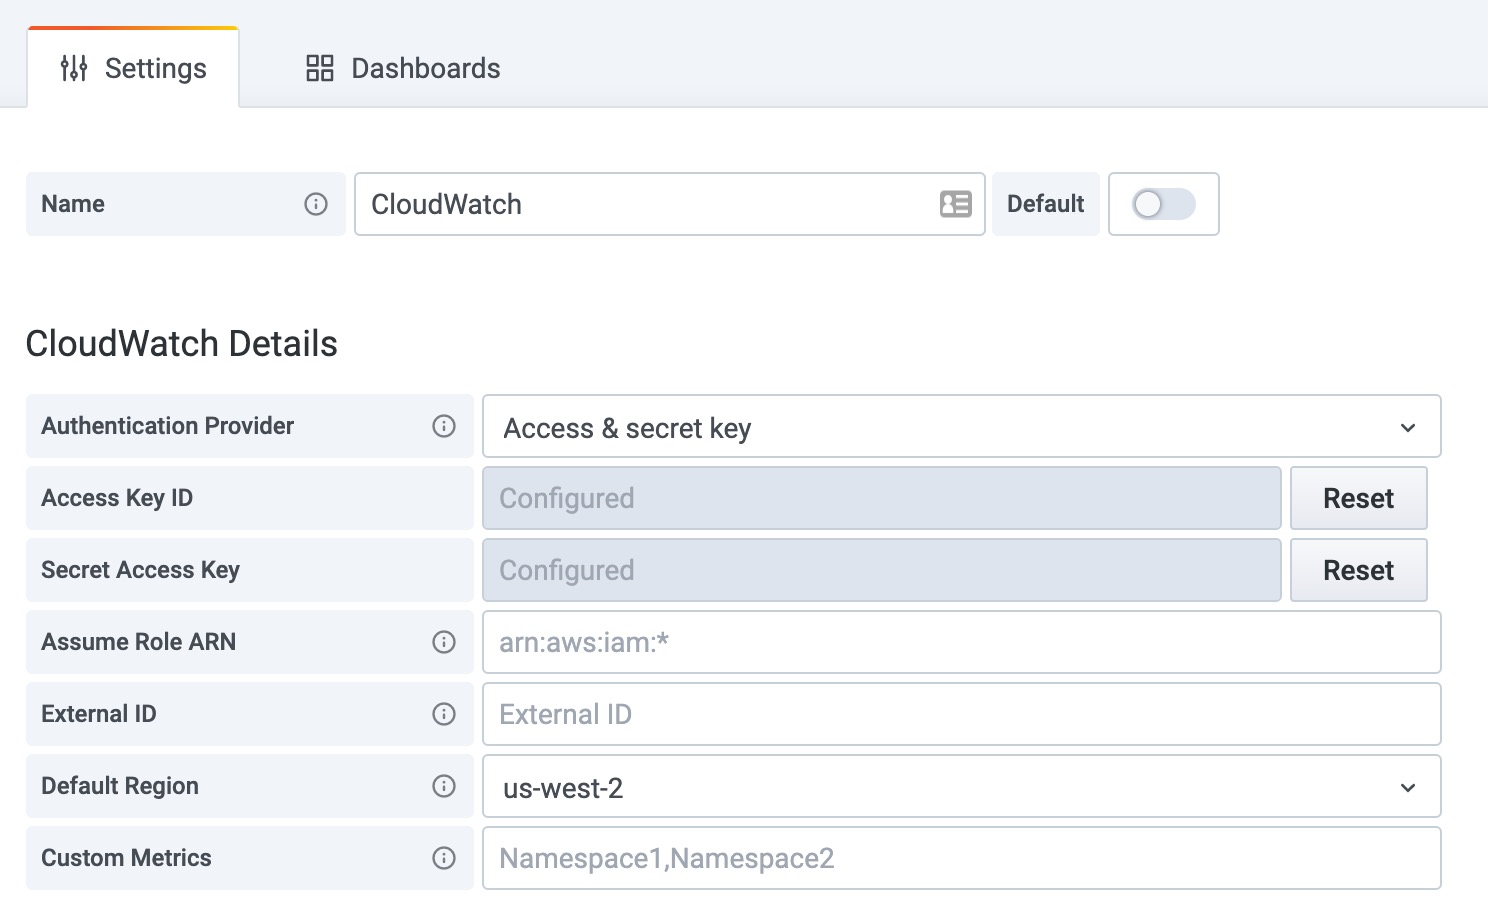 Settings
Dashboards
Name
CloudWatch
Default
CloudWatch Details
Authentication Provider
Access & secret key
Access Key ID
Configured
Reset
Secret Access Key
Configured
Reset
Assume Role ARN
arn:aws:iam:*
External ID
External ID
Default Region
us-west-2
Custom Metrics
Namespace1,Namespace2